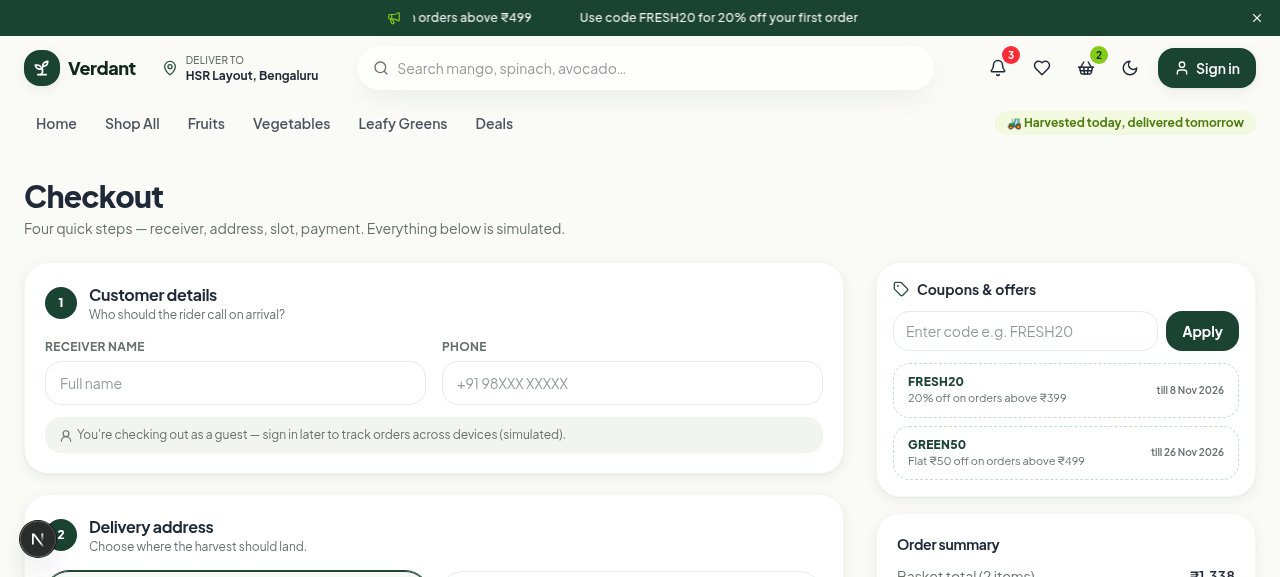 orders above ₹499
Use code FRESH20 for 20% off your first order
Verdant
DELIVER TO
HSR Layout, Bengaluru
Search mango, spinach, avocado...
3
2
Sign in
Home
Shop All
Fruits
Vegetables
Leafy Greens
Deals
Harvested today, delivered tomorrow
Checkout
Four quick steps — receiver, address, slot, payment. Everything below is simulated.
1
Customer details
Who should the rider call on arrival?
RECEIVER NAME
PHONE
Full name
+91 98XXX XXXXX
You're checking out as a guest — sign in later to track orders across devices (simulated).
2
Delivery address
Choose where the harvest should land.
N
Coupons & offers
Enter code e.g. FRESH20
Apply
FRESH20
20% off on orders above ₹399
till 8 Nov 2026
GREEN50
Flat ₹50 off on orders above ₹499
till 26 Nov 2026
Order summary
Basket total (2 items)
₹1,338